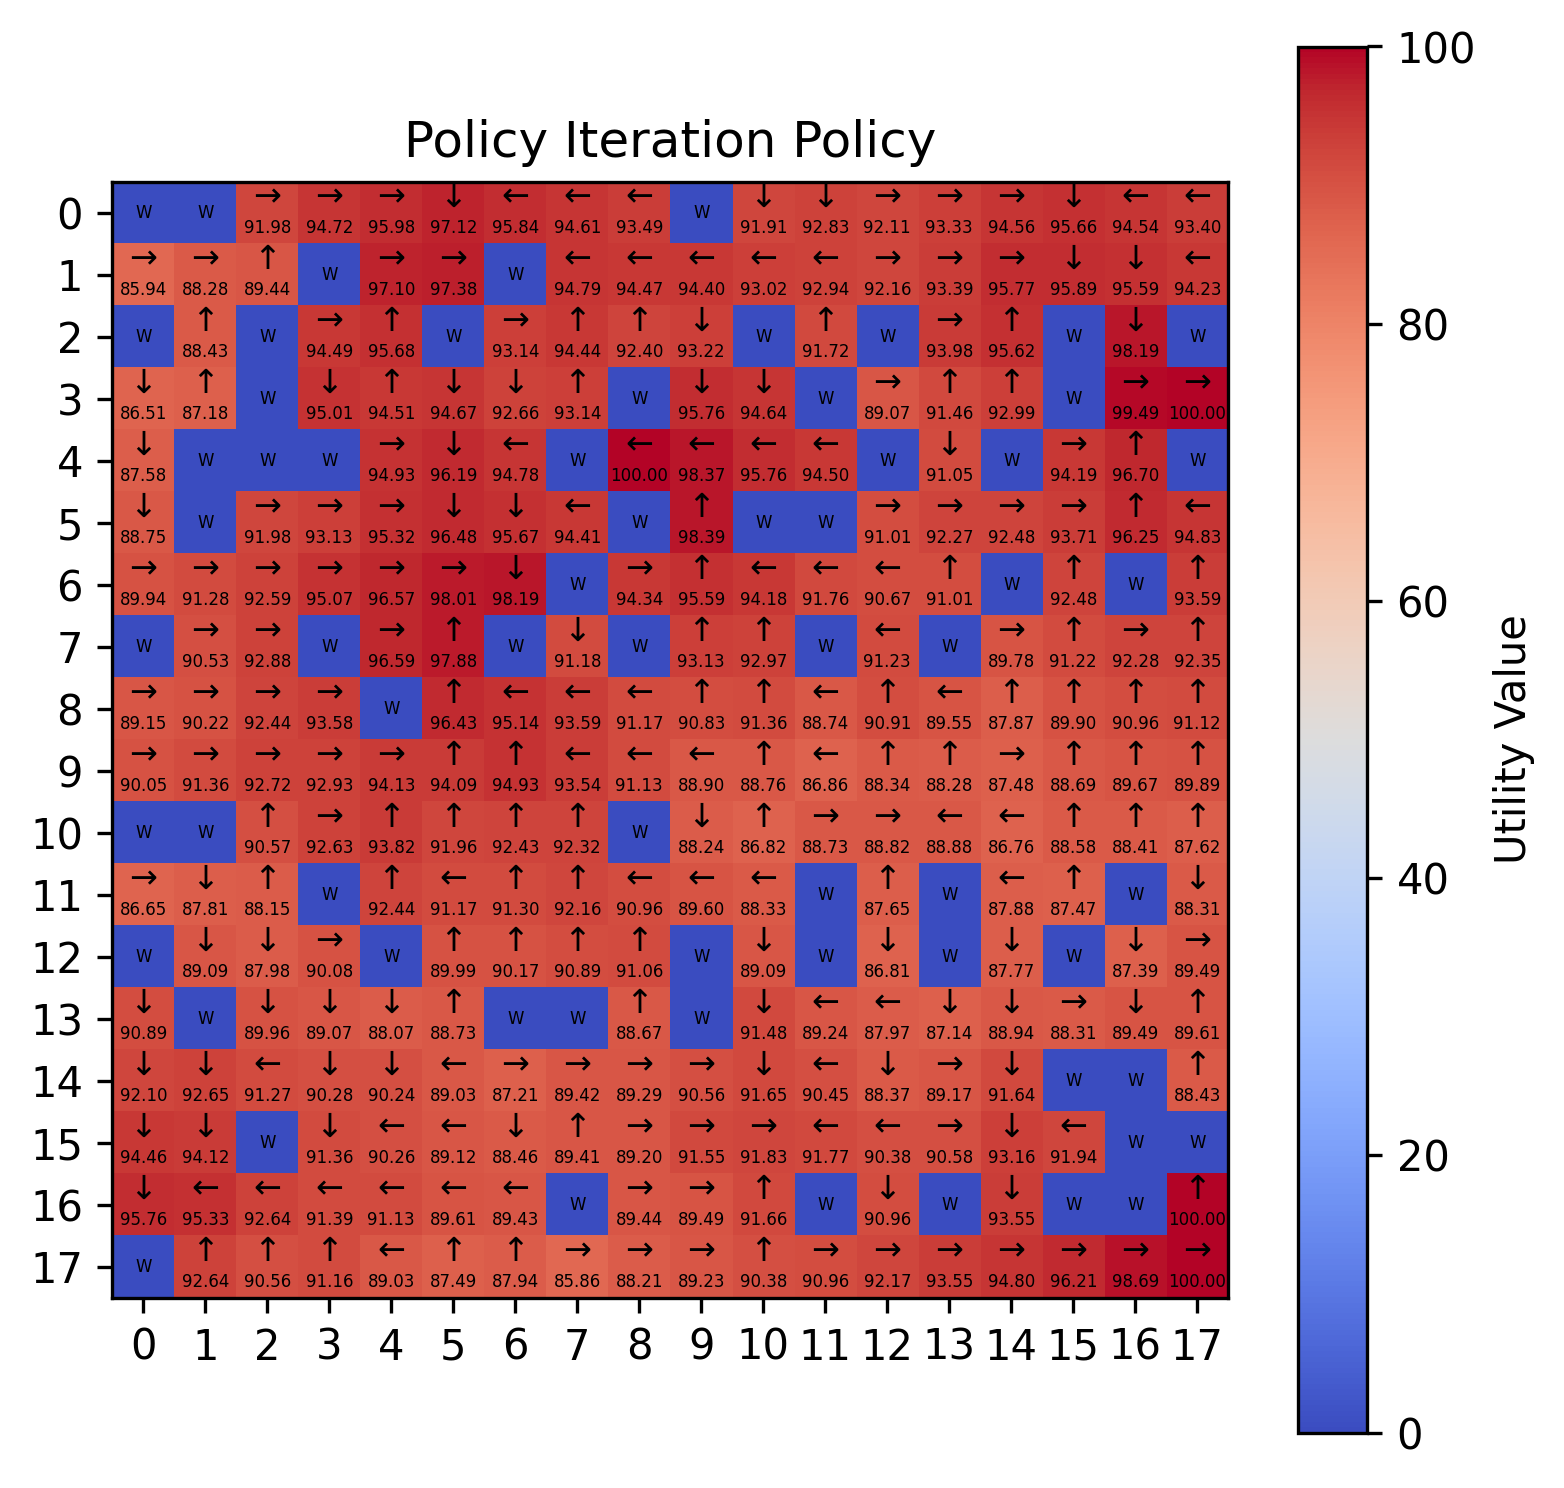 Policy Iteration Policy
0 W W → → → ↓ ← ← ← W ↓ ↓ → → → ↓ ← ←
91.98 94.72 95.98 97.12 95.84 94.61 93.49 91.91 92.83 92.11 93.33 94.56 95.66 94.54 93.40
1 → → ↑ W → → W ← ← ← ← ← → → → ↓ ↓ ←
85.94 88.28 89.44 97.10 97.38 94.79 94.47 94.40 93.02 92.94 92.16 93.39 95.77 95.89 95.59 94.23
2 W ↑ W → ↑ W → ↑ ↑ ↓ W ↑ W → ↑ W ↓ W
88.43 94.49 95.68 93.14 94.44 92.40 93.22 91.72 93.98 95.62 98.19
3 ↓ ↑ W ↓ ↑ ↓ ↓ ↑ W ↓ ↓ W → ↑ ↑ W → →
86.51 87.18 95.01 94.51 94.67 92.66 93.14 95.76 94.64 89.07 91.46 92.99 99.49 100.00
4 ↓ W W W → ↓ ← W ← ← ← ← W ↓ W → ↑ W
87.58 94.93 96.19 94.78 100.00 98.37 95.76 94.50 91.05 94.19 96.70
5 ↓ W → → → ↓ ↓ ← W ↑ W W → → → → ↑ ←
88.75 91.98 93.13 95.32 96.48 95.67 94.41 98.39 91.01 92.27 92.48 93.71 96.25 94.83
6 → → → → → → ↓ W → ↑ ← ← ← ↑ W ↑ W ↑
89.94 91.28 92.59 95.07 96.57 98.01 98.19 94.34 95.59 94.18 91.76 90.67 91.01 92.48 93.59
7 W → → W → ↑ W ↓ W ↑ ↑ W ← W → ↑ → ↑
90.53 92.88 96.59 97.88 91.18 93.13 92.97 91.23 89.78 91.22 92.28 92.35
8 → → → → W ↑ ← ← ← ↑ ↑ ← ↑ ← ↑ ↑ ↑ ↑
89.15 90.22 92.44 93.58 96.43 95.14 93.59 91.17 90.83 91.36 88.74 90.91 89.55 87.87 89.90 90.96 91.12
9 → → → → → ↑ ↑ ← ← ← ↑ ← ↑ ↑ → ↑ ↑ ↑
90.05 91.36 92.72 92.93 94.13 94.09 94.93 93.54 91.13 88.90 88.76 86.86 88.34 88.28 87.48 88.69 89.67 89.89
10 W W ↑ → ↑ ↑ ↑ ↑ W ↓ ↑ → → ← ← ↑ ↑ ↑
90.57 92.63 93.82 91.96 92.43 92.32 88.24 86.82 88.73 88.82 88.88 86.76 88.58 88.41 87.62
11 → ↓ ↑ W ↑ ← ↑ ↑ ← ← ← W ↑ W ← ↑ W ↓
86.65 87.81 88.15 92.44 91.17 91.30 92.16 90.96 89.60 88.33 87.65 87.88 87.47 88.31
12 W ↓ ↓ → W ↑ ↑ ↑ ↑ W ↓ W ↓ W ↓ W ↓ →
89.09 87.98 90.08 89.99 90.17 90.89 91.06 89.09 86.81 87.77 87.39 89.49
13 ↓ W ↓ ↓ ↓ ↑ W W ↑ W ↓ ← ← ↓ ↓ → ↓ ↑
90.89 89.96 89.07 88.07 88.73 88.67 91.48 89.24 87.97 87.14 88.94 88.31 89.49 89.61
14 ↓ ↓ ← ↓ ↓ ← → → → → ↓ ← ↓ → ↓ W W ↑
92.10 92.65 91.27 90.28 90.24 89.03 87.21 89.42 89.29 90.56 91.65 90.45 88.37 89.17 91.64 88.43
15 ↓ ↓ W ↓ ← ← ↓ ↑ → → → ← ← → ↓ ← W W
94.46 94.12 91.36 90.26 89.12 88.46 89.41 89.20 91.55 91.83 91.77 90.38 90.58 93.16 91.94
16 ↓ ← ← ← ← ← ← W → → ↑ W ↓ W ↓ W W ↑
95.76 95.33 92.64 91.39 91.13 89.61 89.43 89.44 89.49 91.66 90.96 93.55 100.00
17 W ↑ ↑ ↑ ← ↑ ↑ → → → ↑ → → → → → → →
92.64 90.56 91.16 89.03 87.49 87.94 85.86 88.21 89.23 90.38 90.96 92.17 93.55 94.80 96.21 98.69 100.00
0 1 2 3 4 5 6 7 8 9 10 11 12 13 14 15 16 17
100
80
60
40
20
0
Utility Value